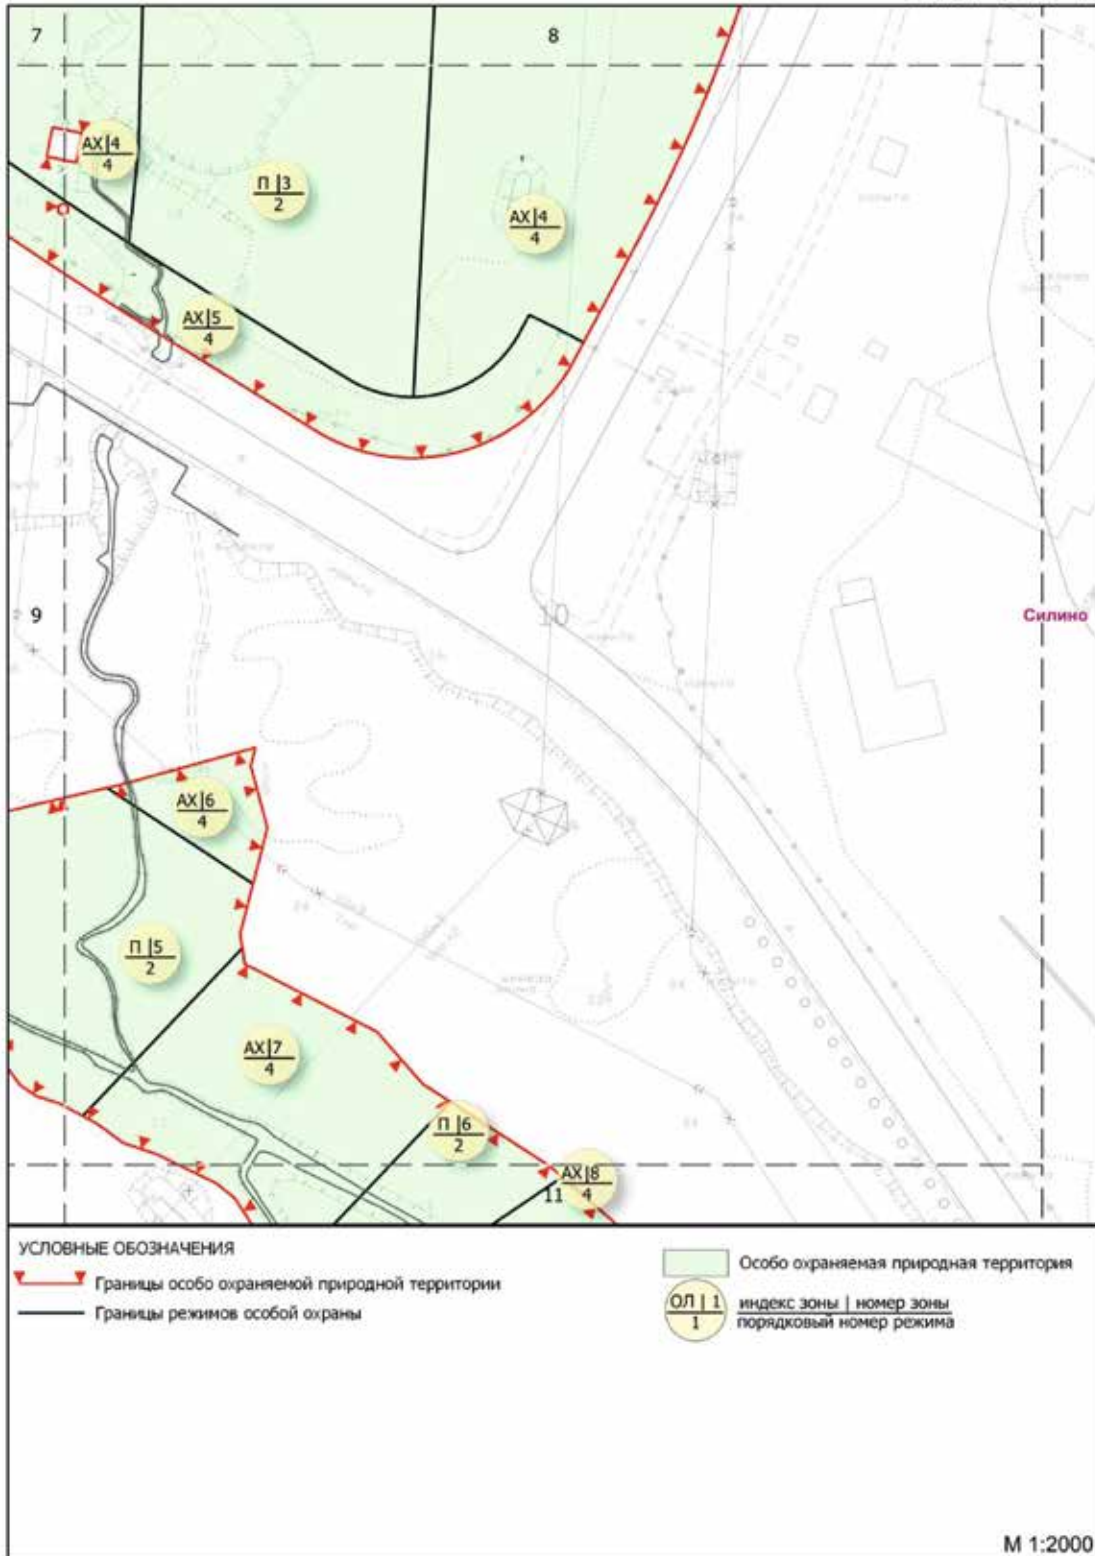 7
8
АХ|4
4
П |3
2
АХ|4
4
АХ|5
4
10
9
Силино
АХ|6
4
П |5
2
АХ|7
4
П |6
2
АХ|8
4
11
УСЛОВНЫЕ ОБОЗНАЧЕНИЯ
Границы особо охраняемой природной территории
Границы режимов особой охраны
Особо охраняемая природная территория
ОЛ | 1
1
индекс зоны | номер зоны
порядковый номер режима
М 1:2000